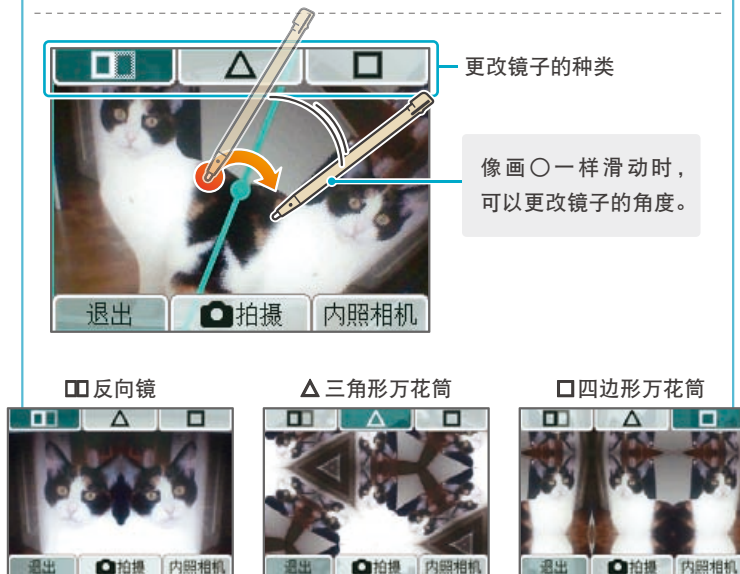 更改镜子的种类
像画〇一样滑动时，
可以更改镜子的角度。
退出 拍摄 内照相机
反向镜 三角形万花筒 四边形万花筒
退出 拍摄 内照相机 退出 拍摄 内照相机 退出 拍摄 内照相机